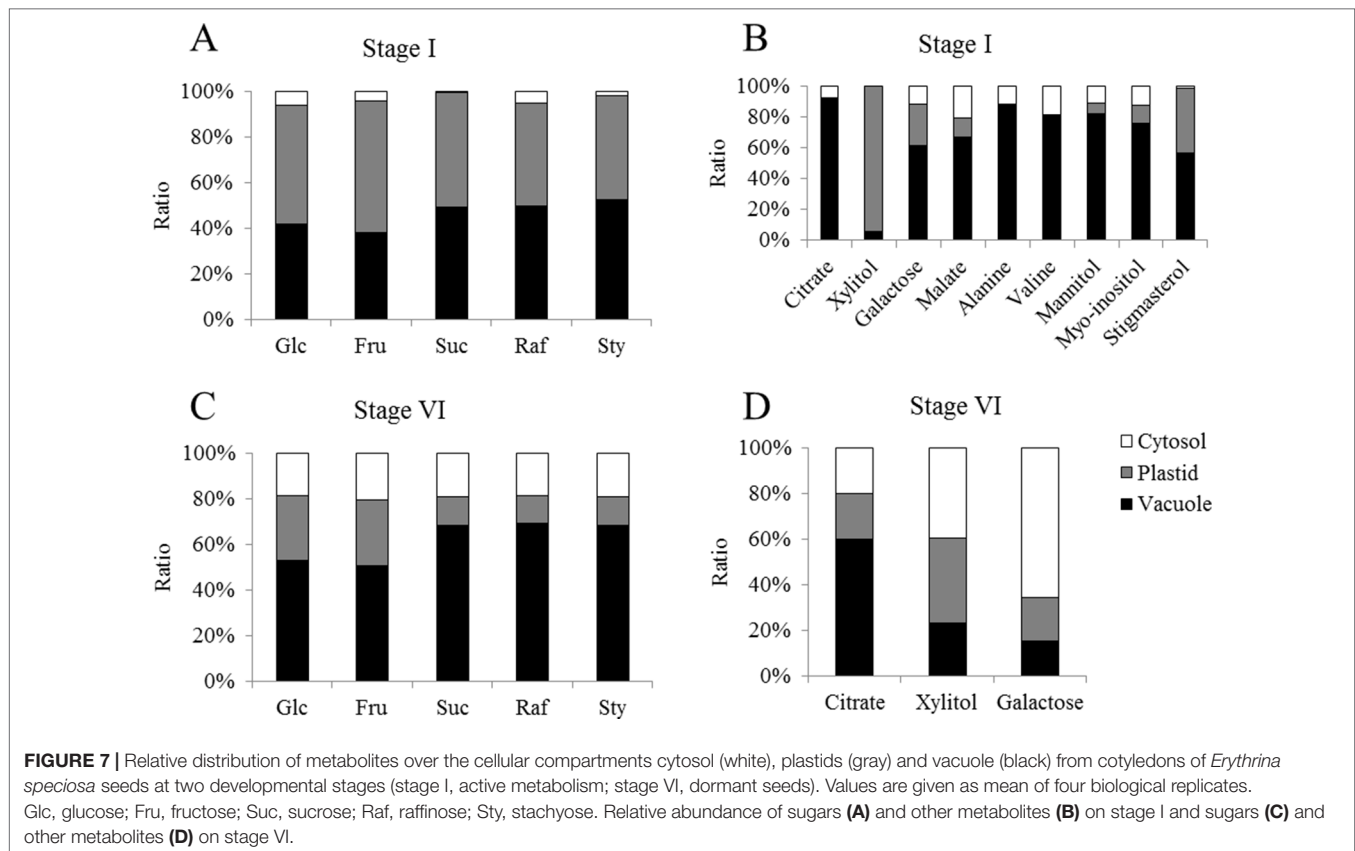 A
Stage I
Ratio
100%
80%
60%
40%
20%
0%
Glc Fru Suc Raf Sty
B
Stage I
Ratio
100%
80%
60%
40%
20%
0%
Citrate Xylitol Galactose Malate Alanine Valine Mannitol Myo-inositol Stigmasterol
C
Stage VI
Ratio
100%
80%
60%
40%
20%
0%
Glc Fru Suc Raf Sty
D
Stage VI
Ratio
100%
80%
60%
40%
20%
0%
Citrate Xylitol Galactose
Cytosol
Plastid
Vacuole
FIGURE 7 | Relative distribution of metabolites over the cellular compartments cytosol (white), plastids (gray) and vacuole (black) from cotyledons of Erythrina
speciosa seeds at two developmental stages (stage I, active metabolism; stage VI, dormant seeds). Values are given as mean of four biological replicates.
Glc, glucose; Fru, fructose; Suc, sucrose; Raf, raffinose; Sty, stachyose. Relative abundance of sugars (A) and other metabolites (B) on stage I and sugars (C) and
other metabolites (D) on stage VI.